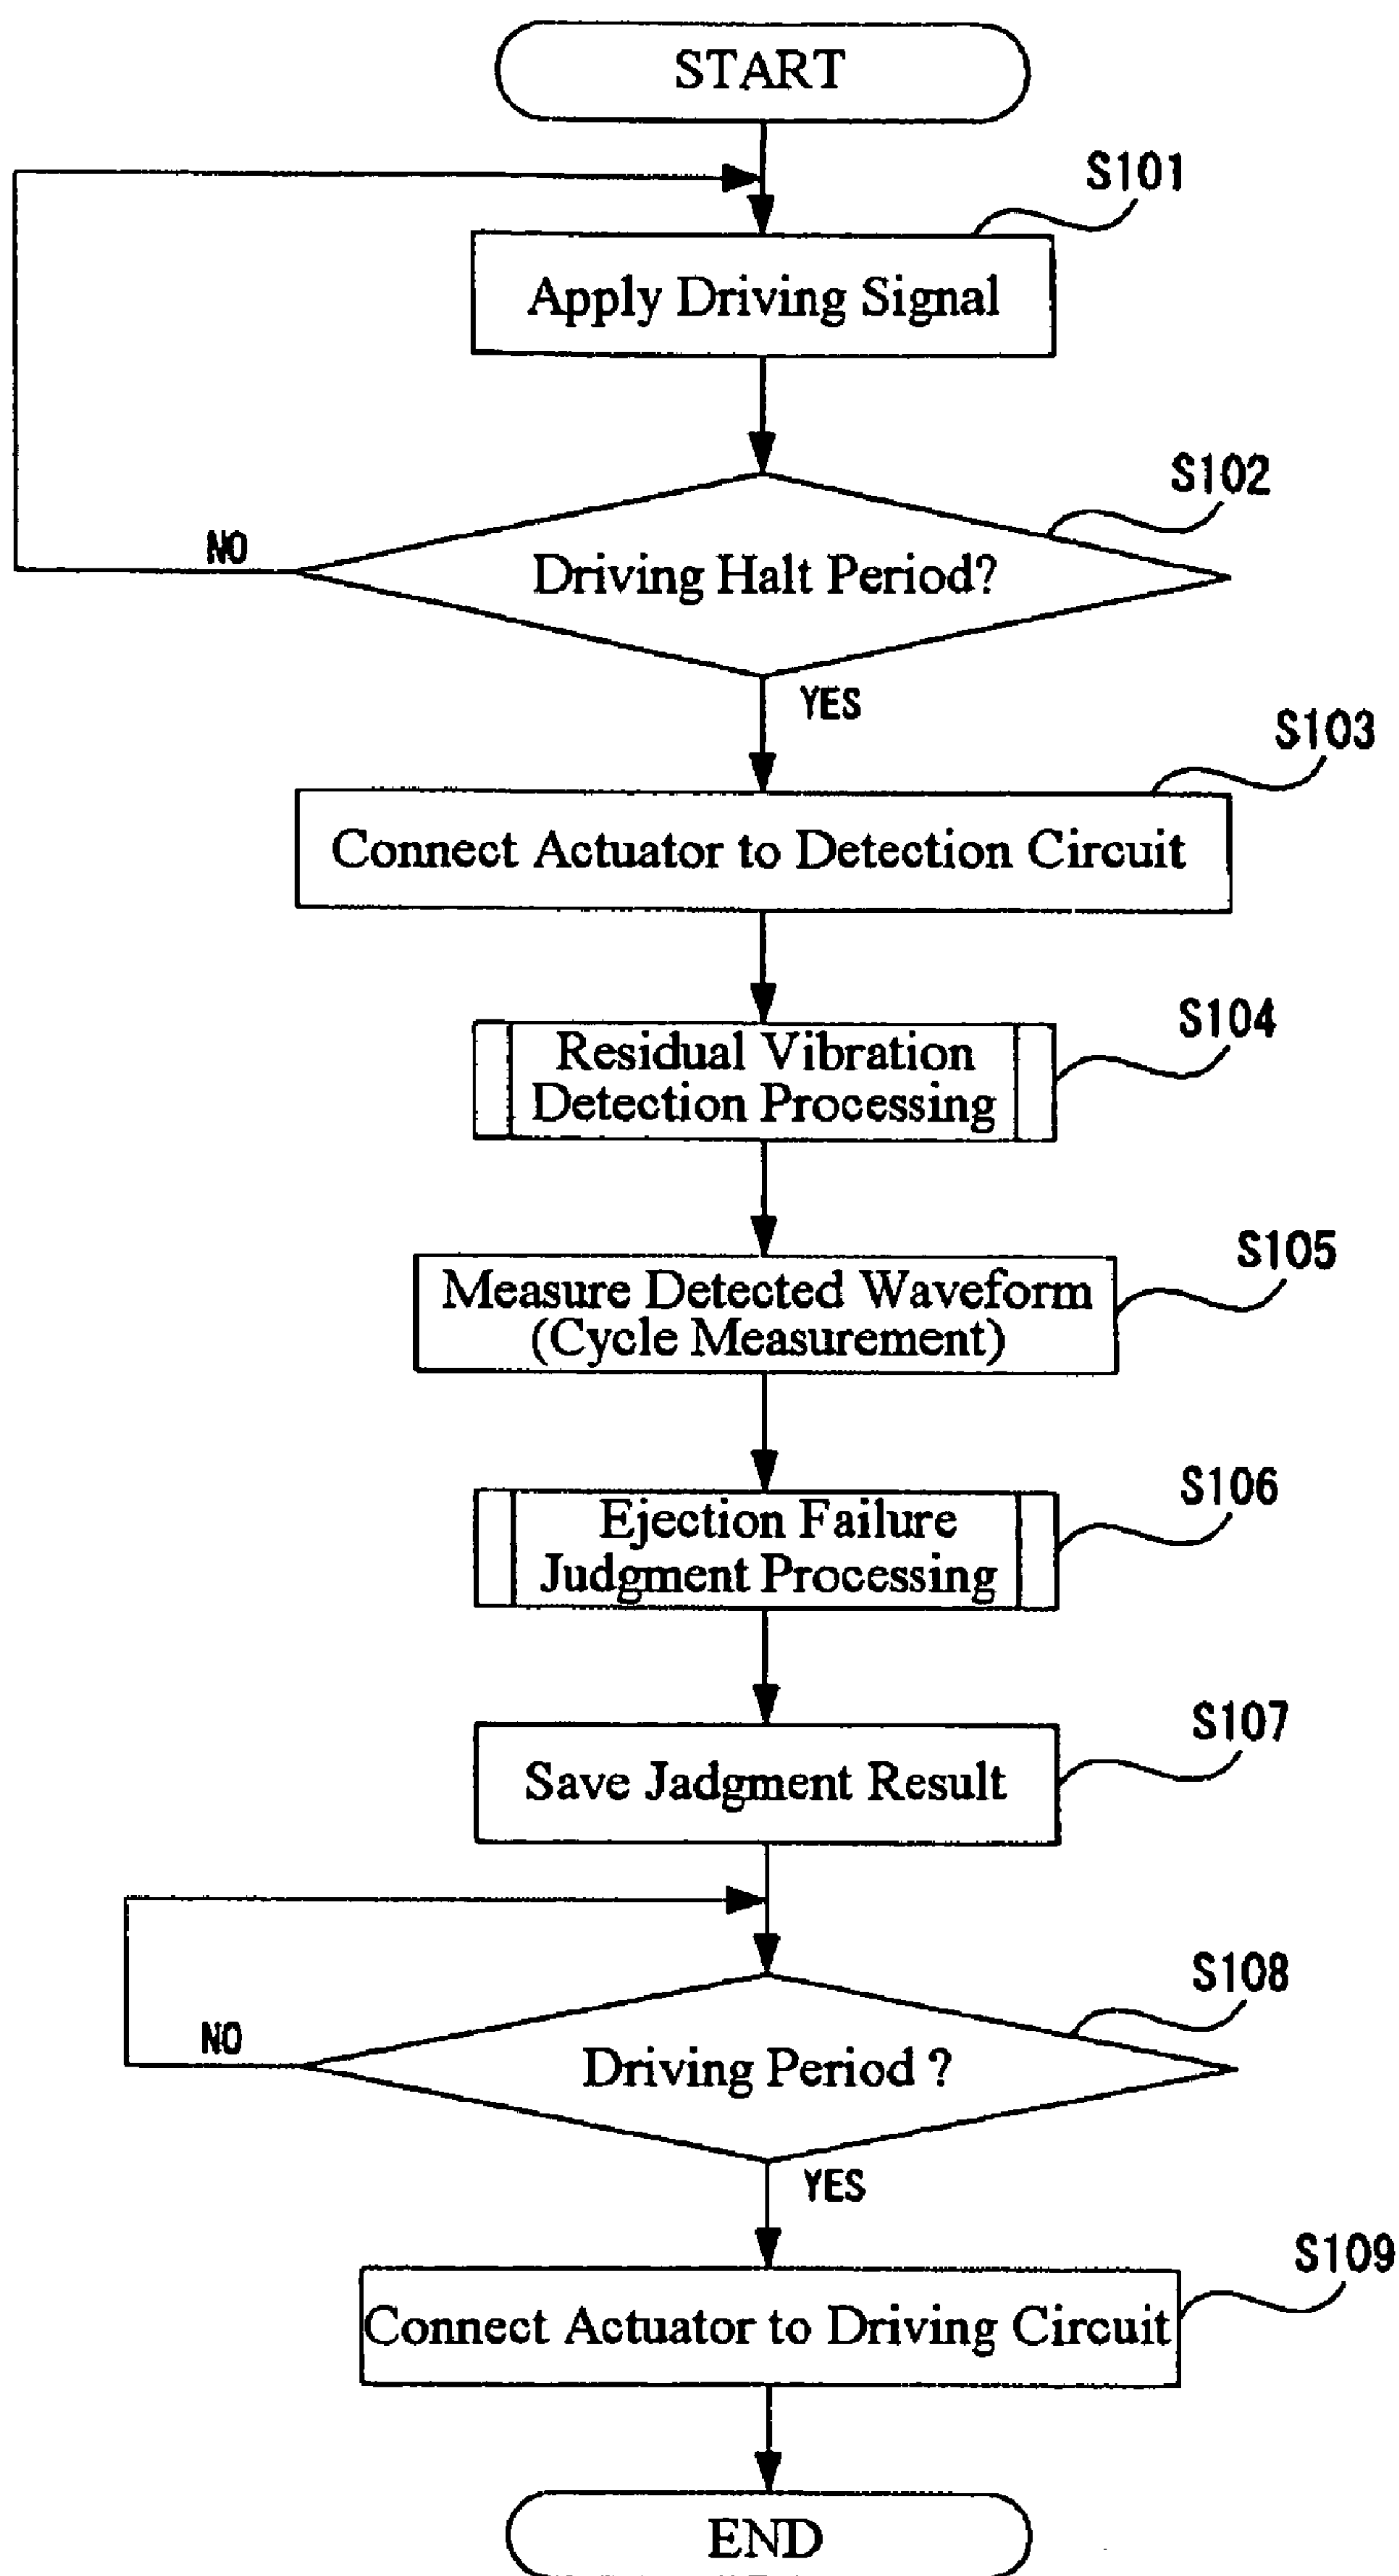 START
S101
Apply Driving Signal
S102
NO
Driving Halt Period?
YES
S103
Connect Actuator to Detection Circuit
S104
Residual Vibration
Detection Processing
S105
Measure Detected Waveform
(Cycle Measurement)
S106
Ejection Failure
Judgment Processing
S107
Save Jadgment Result
S108
NO
Driving Period ?
YES
S109
Connect Actuator to Driving Circuit
END